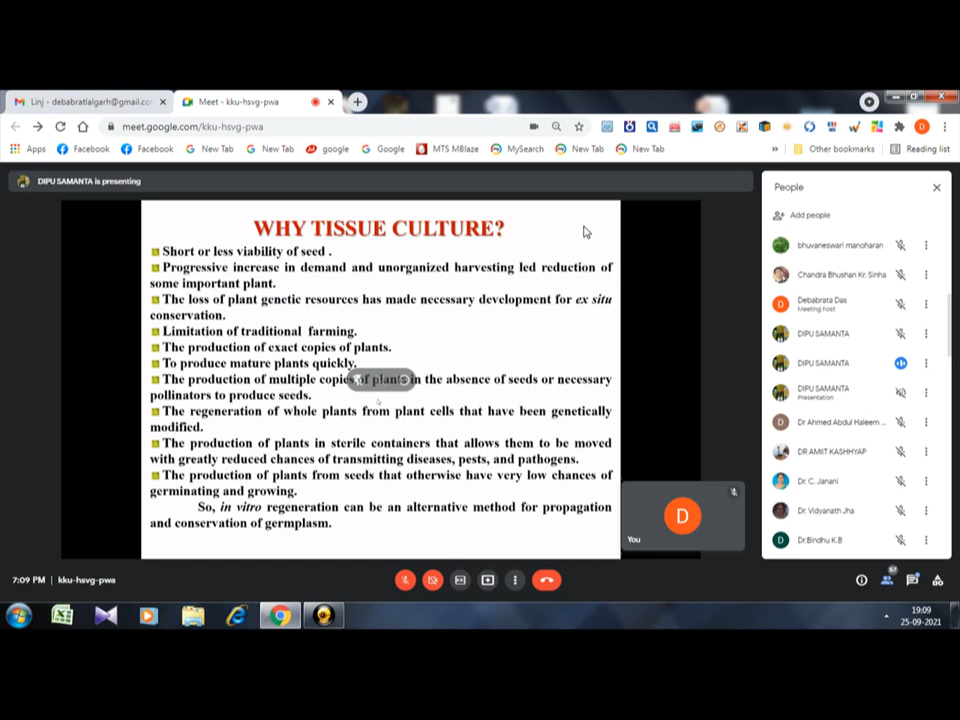 Linj - debabratlalgarh@gmail.co
Meet - kku-hsvg-pwa
meet.google.com/kku-hsvg-pwa
D
Apps
Facebook
Facebook
New Tab
New Tab
google
Google
MTS MBlaze
MySearch
New Tab
New Tab
»
Other bookmarks
Reading list
DIPU SAMANTA is presenting
WHY TISSUE CULTURE?
Short or less viability of seed .
Progressive increase in demand and unorganized harvesting led reduction of
some important plant.
The loss of plant genetic resources has made necessary development for ex situ
conservation.
Limitation of traditional farming.
The production of exact copies of plants.
To produce mature plants quickly.
The production of multiple copies of plants in the absence of seeds or necessary
pollinators to produce seeds.
The regeneration of whole plants from plant cells that have been genetically
modified.
The production of plants in sterile containers that allows them to be moved
with greatly reduced chances of transmitting diseases, pests, and pathogens.
The production of plants from seeds that otherwise have very low chances of
germinating and growing.
So, in vitro regeneration can be an alternative method for propagation
and conservation of germplasm.
D
You
People
Add people
bhuvaneswari manoharan
Chandra Bhushan Kr. Sinha
D
Debabrata Das
Meeting host
DIPU SAMANTA
DIPU SAMANTA
DIPU SAMANTA
Presentation
D
Dr Ahmed Abdul Haleem ...
DR AMIIT KASHHYAP
Dr. C. Janani
Dr. Vidyanath Jha
D
Dr.Bindhu K.B
7:09 PM | kku-hsvg-pwa
67
19:09
25-09-2021